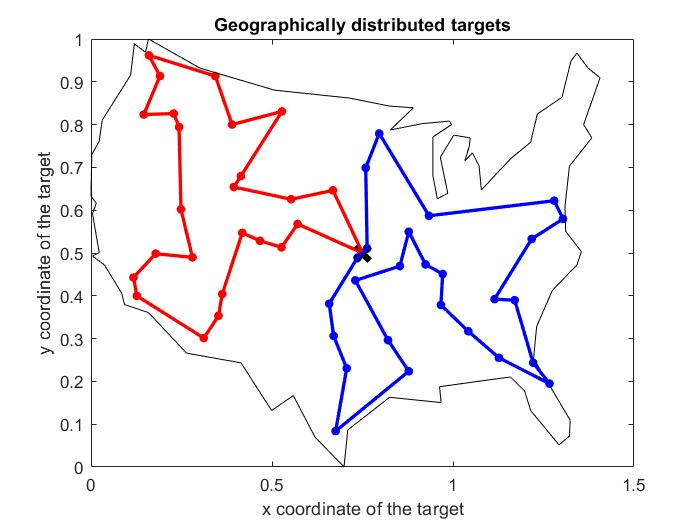 Geographically distributed targets
1
0.9
0.8
0.7
0.6
0.5
0.4
0.3
0.2
0.1
0
y coordinate of the target
0 0.5 1 1.5
x coordinate of the target